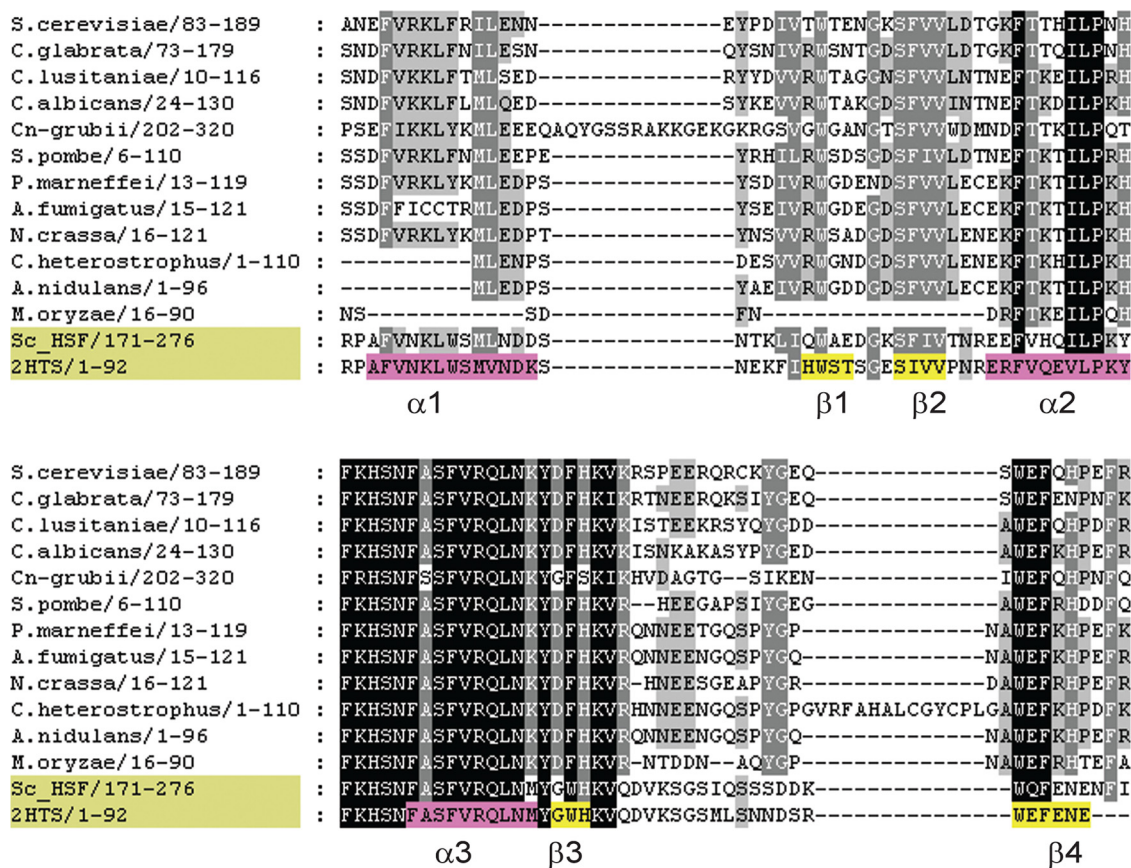 S.cerevisiae/83-189 : ANEFVRKLFRILENN--------------EYPDIVTWTENGKSFVVLDTGKFTTHILPNH
C.glabrata/73-179 : SNDFVRKLFNILESN--------------QYSNIVRWSNTGDSFVVLDTGKFTTQILPNH
C.lusitaniae/10-116 : SNDFVKKLFTMLSED--------------RYYDVVRWTAGGNSFVVLNTNEFTKEILPRH
C.albicans/24-130 : SNDFVKKLFLMLQED--------------SYKEVVRWTAKGDSFVVINTNEFTKDILPKH
Cn-grubii/202-320 : PSEFIKKLYKMLEEEQAQYGSSRAKKGEKGKRGSVGWGANGTSFVVWDMNDFTTKILPQT
S.pombe/6-110 : SSDFVRKLFNMLEEPE--------------YRHILRWSDSGDSFIVLDTNEFTKTILPRH
P.marneffei/13-119 : SSDFVRKLYKMLEDPS--------------YSDIVRWGDENDSFVVLECEKFTKTILPKH
A.fumigatus/15-121 : SSDFFICCTRMLEDPS--------------YSEIVRWGDEGDSFVVLECEKFTKTILPKH
N.crassa/16-121 : SSDFVRKLYKMLEDPT--------------YNSVVRWSADGDSFVVLENEKFTKTILPKH
C.heterostrophus/1-110 : ----------MLENPS--------------DESVVRWGNDGDSFVVLENEKFTKTILPKH
A.nidulans/1-96 : ----------MLEDPS--------------YAEIVRWGDDGDSFVVLECEKFTKTILPKH
M.oryzae/16-90 : NS------------SD--------------FN-----------------DRFTKEILPQH
Sc_HSF/171-276 : RPAFVNKLWSMLNDDS--------------NTKLIQWAEDGKSFIVTNREEFVHQILPKY
2HTS/1-92 : RPAFVNKLWSMVNDKS--------------NEKFIHWSTSGESIVVPNRERFVQEVLPKY
α1 β1 β2 α2
S.cerevisiae/83-189 : FKHSNFASFVRQLNKYDFHKVKRSPEERQRCKYGEQ--------------SWEFQHPEFR
C.glabrata/73-179 : FKHSNFASFVRQLNKYDFHKIKRTNEERQKSIYGEQ--------------SWEFENPNFK
C.lusitaniae/10-116 : FKHSNFASFVRQLNKYDFHKVKISTEEKRSYQYGDD--------------AWEFQHPDFR
C.albicans/24-130 : FKHSNFASFVRQLNKYDFHKVKISNKAKASYPYGED--------------AWEFKHPEFR
Cn-grubii/202-320 : FRHSNFSSFVRQLNKYGFSKIKHVDAGTG--SIKEN--------------IWEFQHPNFQ
S.pombe/6-110 : FKHSNFASFVRQLNKYDFHKVR--HEEGAPSIYGEG--------------AWEFRHDDFQ
P.marneffei/13-119 : FKHSNFASFVRQLNKYDFHKVRQNNEETGQSPYGP--------------NAWEFKHPEFK
A.fumigatus/15-121 : FKHSNFASFVRQLNKYDFHKVRQNNEENGQSPYGQ--------------NAWEFKHPEFR
N.crassa/16-121 : FKHSNFASFVRQLNKYDFHKVR-HNEESGEAPYGR--------------DAWEFKHPEFR
C.heterostrophus/1-110 : FKHSNFASFVRQLNKYDFHKVRHNNEENGQSPYGPGVRFAHALCGYCPLGAWEFKHPDFK
A.nidulans/1-96 : FKHSNFASFVRQLNKYDFHKVRQNNEENGQSPYGP--------------NAWEFKHPEFR
M.oryzae/16-90 : FKHSNFASFVRQLNKYDFHKVR-NTDDN-AQYGP--------------NAWEFRHTEFA
Sc_HSF/171-276 : FKHSNFASFVRQLNMYGWHKVQDVKSGSIQSSSDDK---------------WQFENENFI
2HTS/1-92 : FKHSNFASFVRQLNMYGWHKVQDVKSGSMLSNNDSR---------------WEFENE---
α3 β3 β4